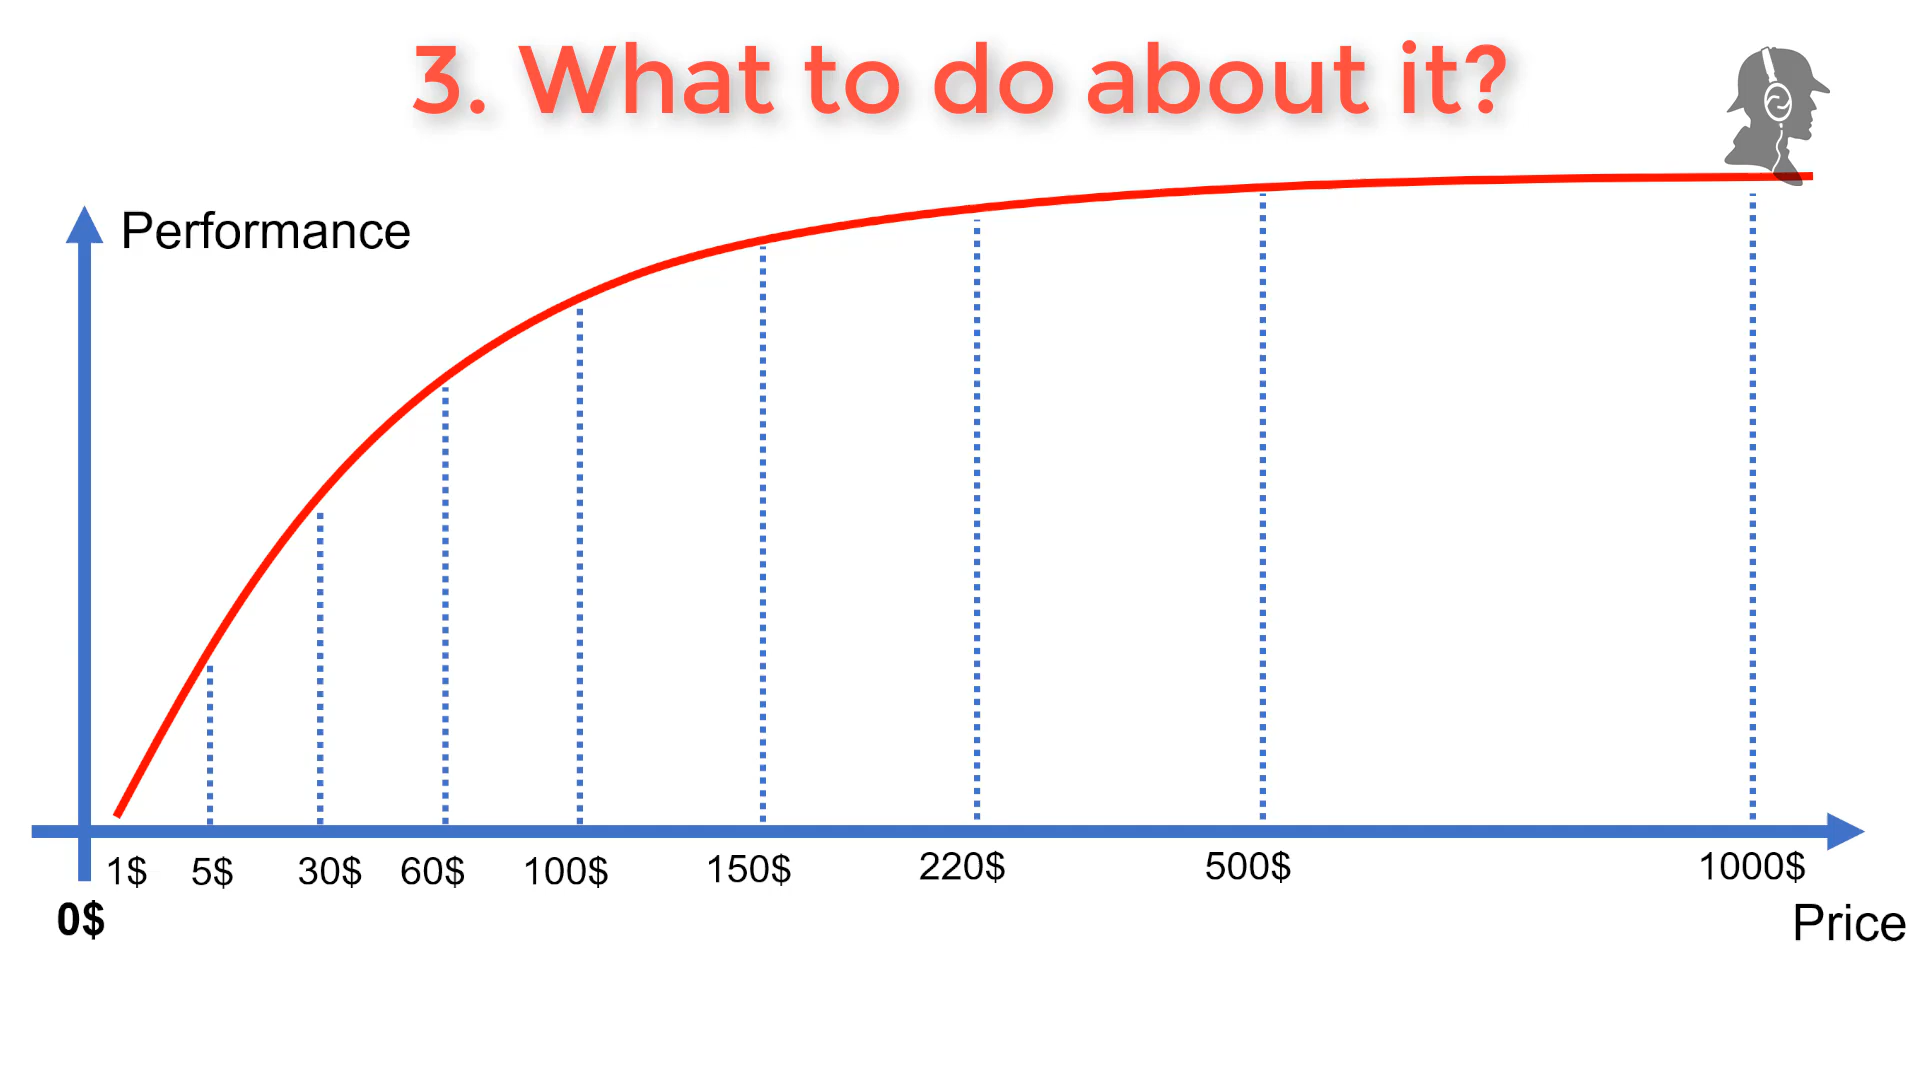 3. What to do about it?
Performance
1$ 5$ 30$ 60$ 100$ 150$ 220$ 500$ 1000$
0$
Price